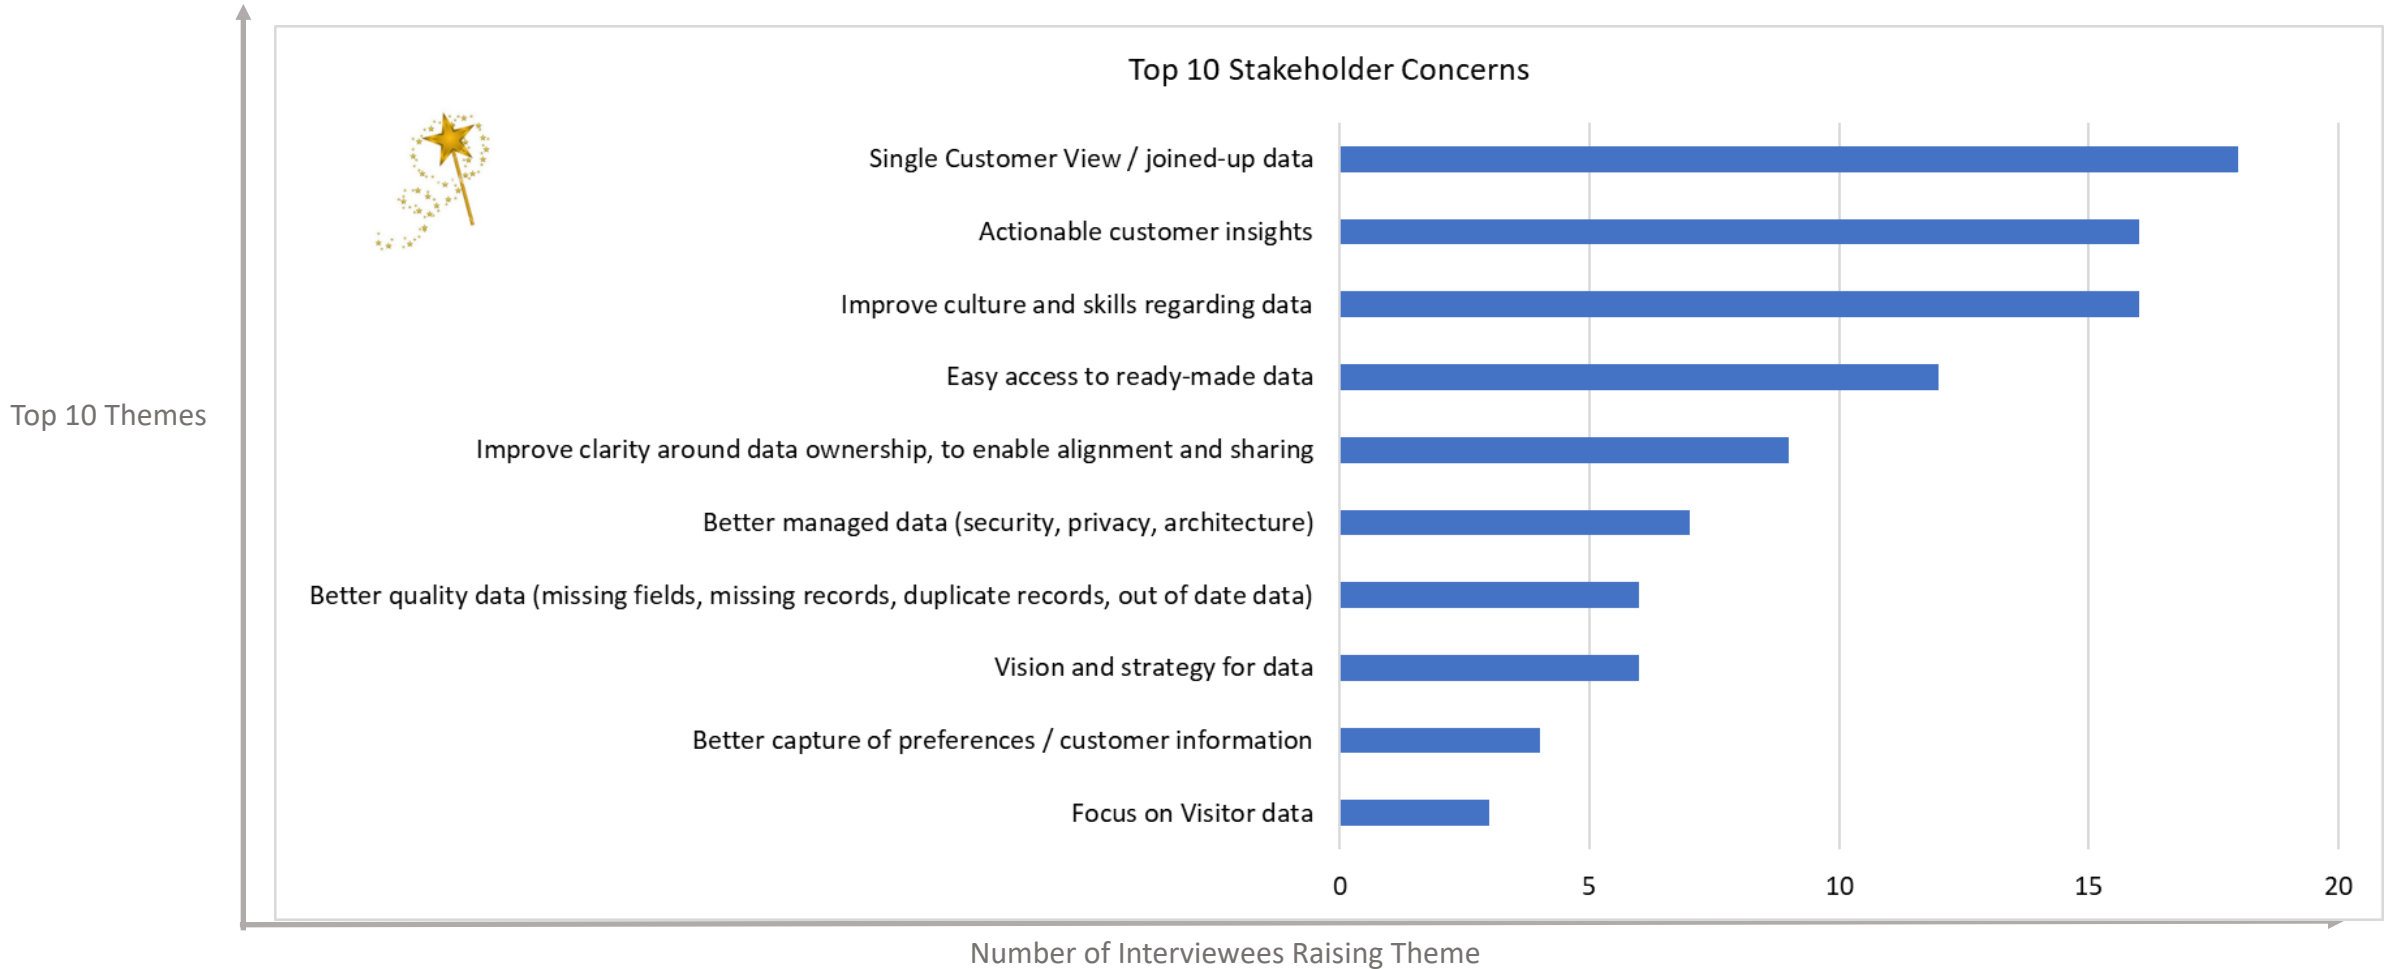 Top 10 Stakeholder Concerns
Single Customer View / joined-up data
Actionable customer insights
Improve culture and skills regarding data
Easy access to ready-made data
Top 10 Themes
Improve clarity around data ownership, to enable alignment and sharing
Better managed data (security, privacy, architecture)
Better quality data (missing fields, missing records, duplicate records, out of date data)
Vision and strategy for data
Better capture of preferences / customer information
Focus on Visitor data
0 5 10 15 20
Number of Interviewees Raising Theme